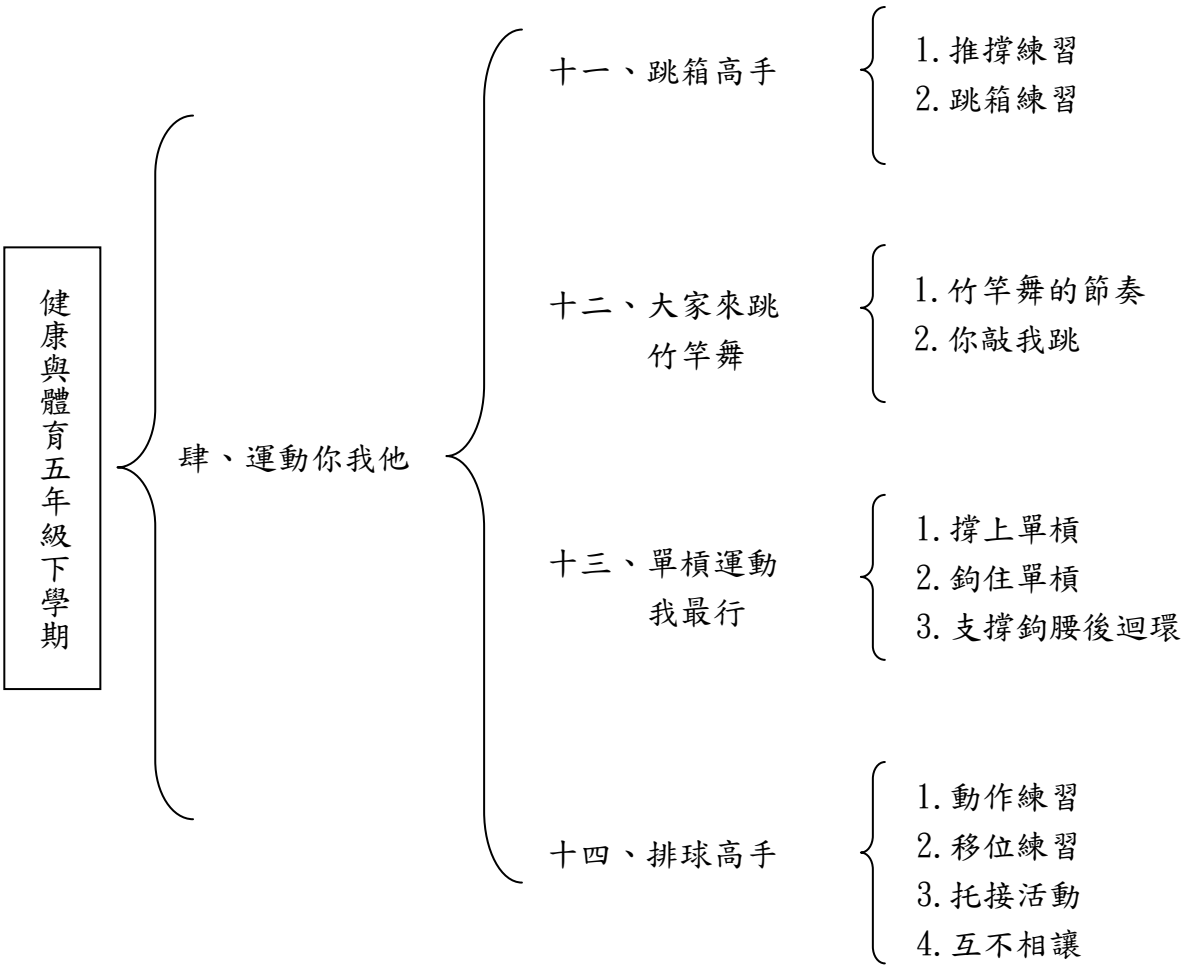 健康與體育五年級下學期
肆、運動你我他
十一、跳箱高手
1.推撐練習
2.跳箱練習
十二、大家來跳
竹竿舞
1.竹竿舞的節奏
2.你敲我跳
十三、單槓運動
我最行
1.撐上單槓
2.鉤住單槓
3.支撐鉤腰後迴環
十四、排球高手
1.動作練習
2.移位練習
3.托接活動
4.互不相讓